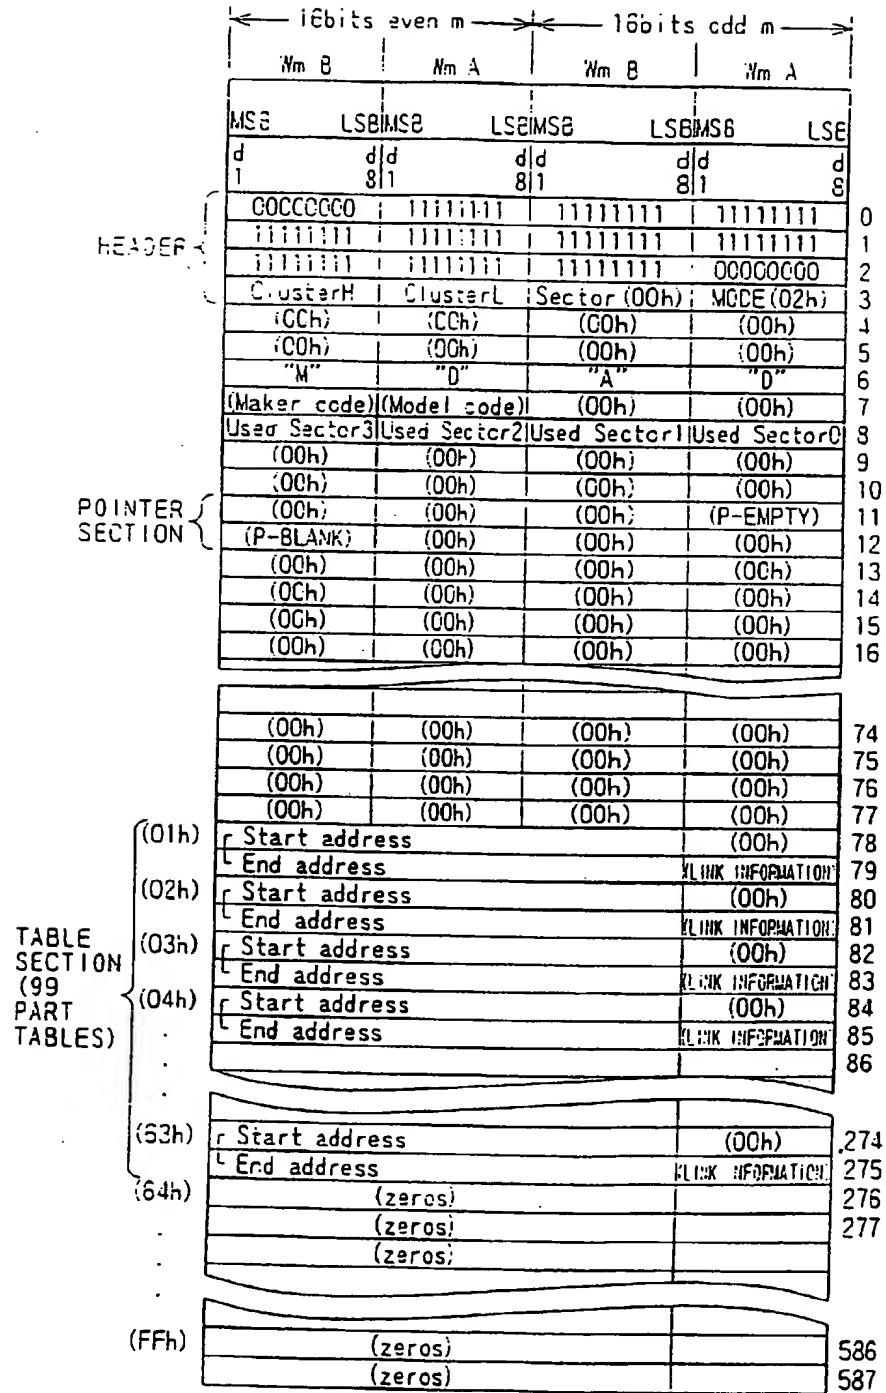 16bits even m 16bits odd m
Wm B Wm A Wm B Wm A
MSB LSB MSB LSB MSB LSB MSB LSB
d d d d d d d d
1 8 1 8 1 8 1 8
HEADER
00000000 11111111 11111111 11111111 0
11111111 11111111 11111111 11111111 1
11111111 11111111 11111111 00000000 2
ClusterH ClusterL Sector (00h) MODE (02h) 3
(00h) (00h) (00h) (00h) 4
(00h) (00h) (00h) (00h) 5
"M" "D" "A" "D" 6
(Maker code) (Model code) (00h) (00h) 7
Used Sector3 Used Sector2 Used Sector1 Used Sector0 8
(00h) (00h) (00h) (00h) 9
(00h) (00h) (00h) (00h) 10
POINTER SECTION
(00h) (00h) (00h) (P-EMPTY) 11
(P-BLANK) (00h) (00h) (00h) 12
(00h) (00h) (00h) (00h) 13
(00h) (00h) (00h) (00h) 14
(00h) (00h) (00h) (00h) 15
(00h) (00h) (00h) (00h) 16
(00h) (00h) (00h) (00h) 74
(00h) (00h) (00h) (00h) 75
(00h) (00h) (00h) (00h) 76
(00h) (00h) (00h) (00h) 77
TABLE
SECTION
(99
PART
TABLES)
(01h) Start address (00h) 78
End address (LINK INFORMATION) 79
(02h) Start address (00h) 80
End address (LINK INFORMATION) 81
(03h) Start address (00h) 82
End address (LINK INFORMATION) 83
(04h) Start address (00h) 84
End address (LINK INFORMATION) 85
86
(63h) Start address (00h) 274
End address (LINK INFORMATION) 275
(64h) (zeros) 276
(zeros) 277
(zeros)
(FFh) (zeros) 586
(zeros) 587